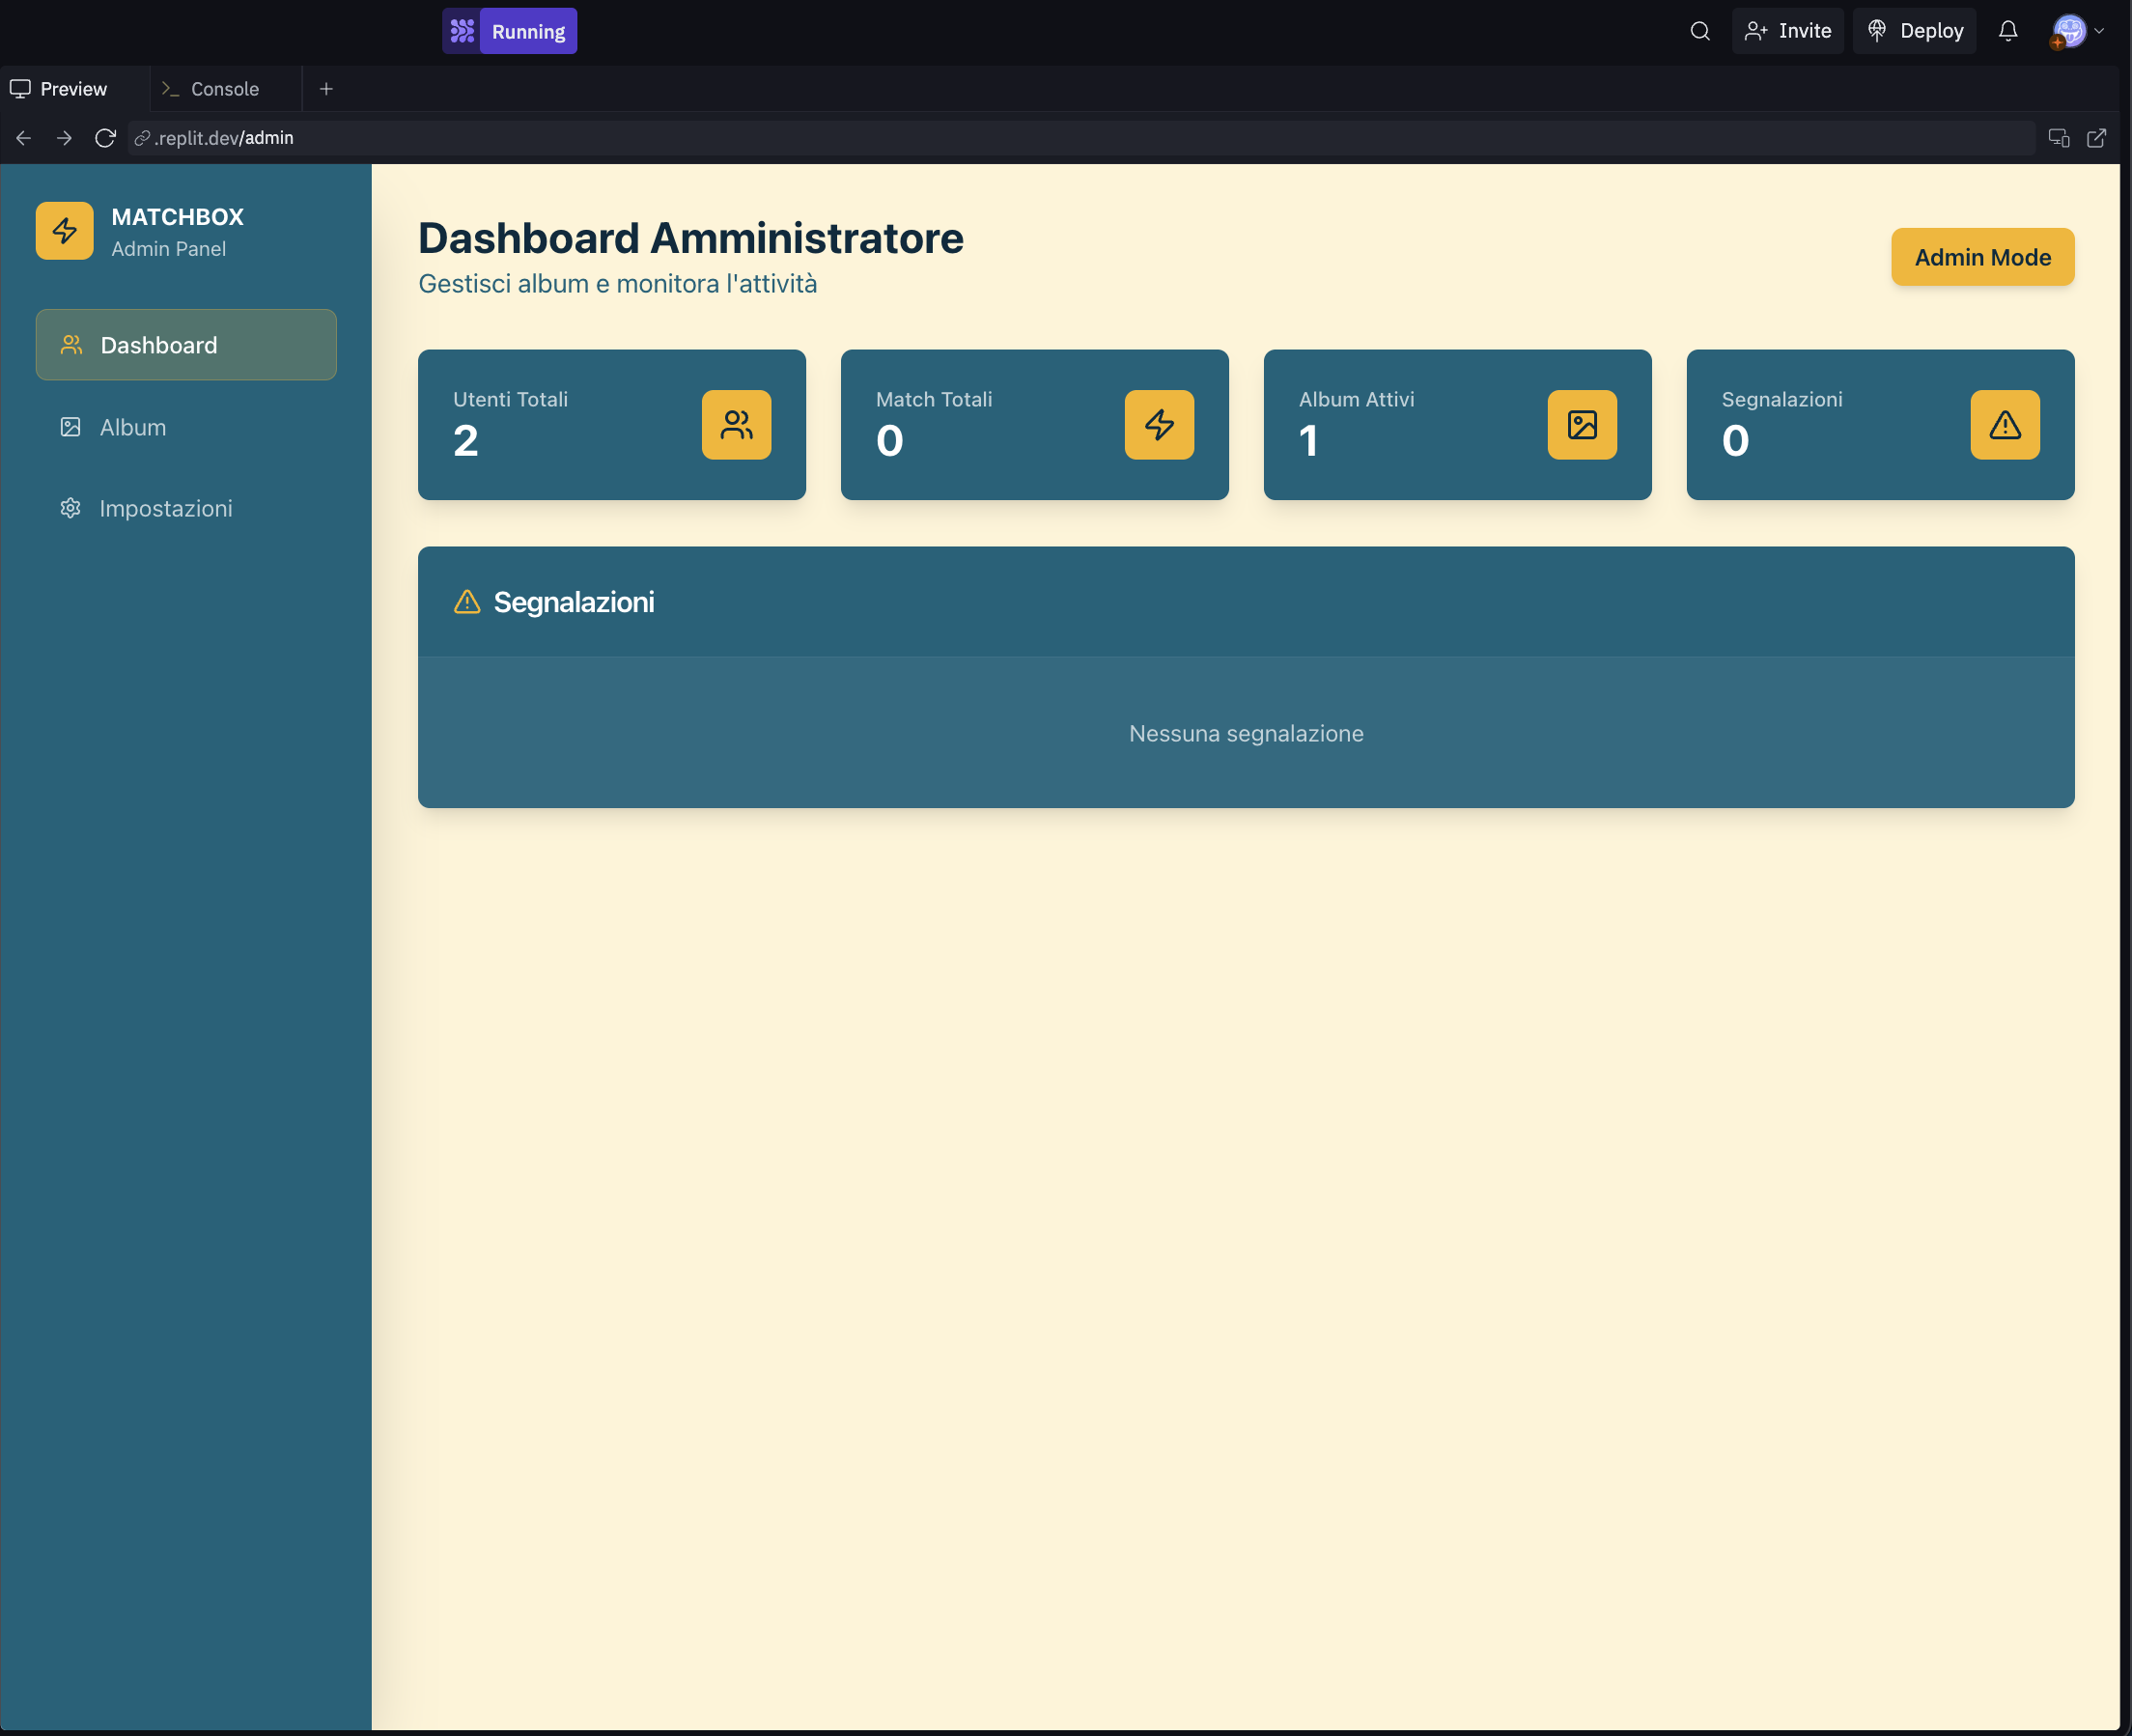 Running
Invite
Deploy
Preview
Console
.replit.dev/admin
MATCHBOX
Admin Panel
Dashboard
Album
Impostazioni
Dashboard Amministratore
Gestisci album e monitora l'attività
Admin Mode
Utenti Totali
2
Match Totali
0
Album Attivi
1
Segnalazioni
0
Segnalazioni
Nessuna segnalazione